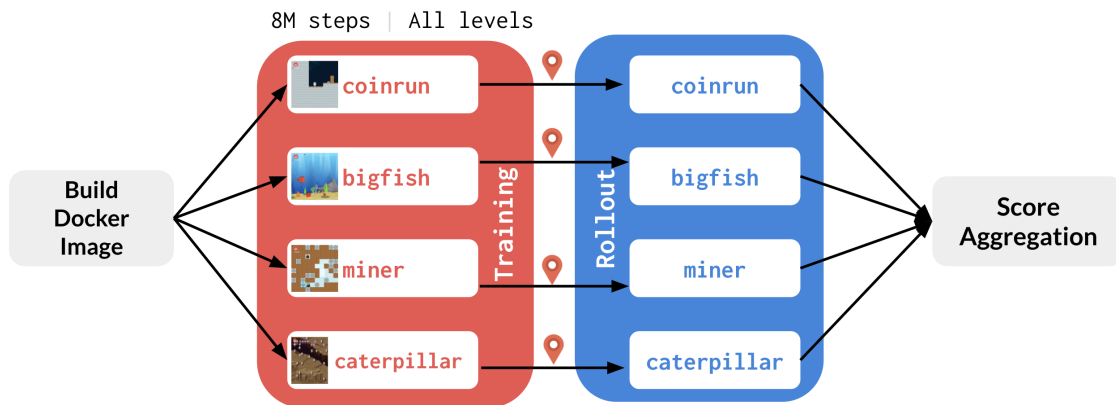 8M steps | All levels
Build
Docker
Image
coinrun
bigfish
miner
caterpillar
Training
Rollout
coinrun
bigfish
miner
caterpillar
Score
Aggregation